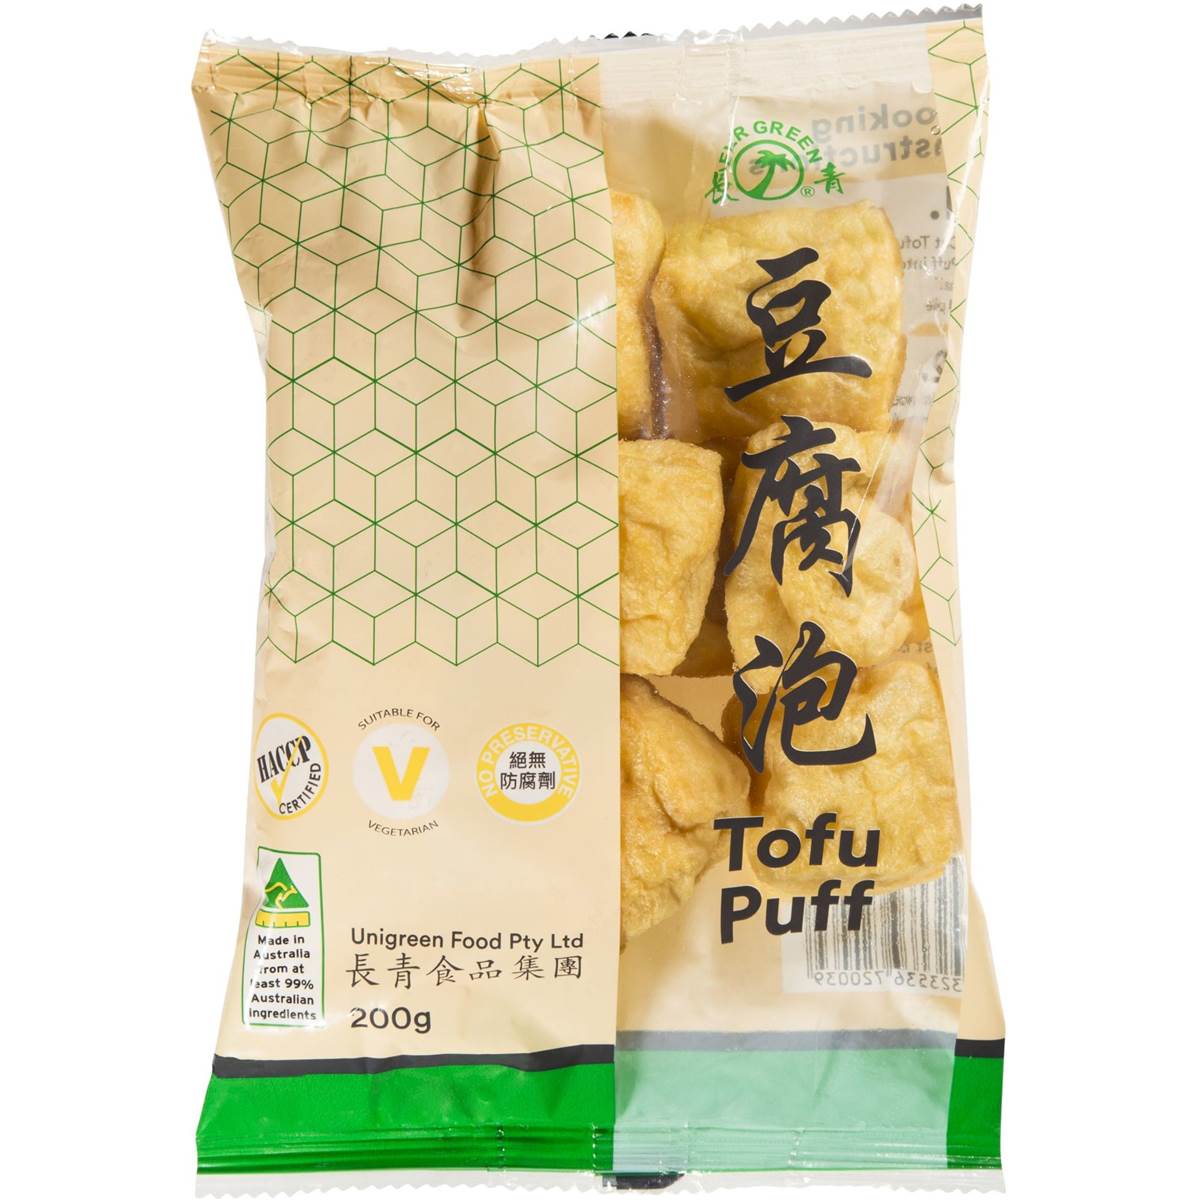 EVER GREEN
長青®
豆腐泡
Tofu
Puff
HACCP
CERTIFIED
SUITABLE FOR
V
VEGETARIAN
NO PRESERVATIVE
絕無
防腐劑
Made in
Australia
from at
least 99%
Australian
ingredients
Unigreen Food Pty Ltd
長青食品集團
200g